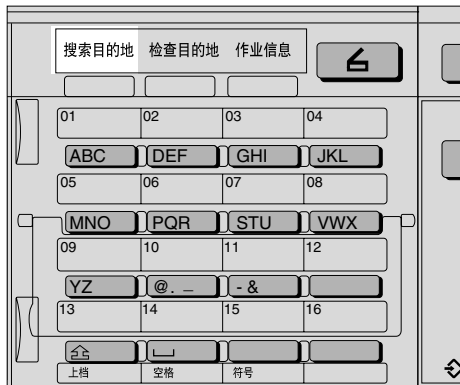 搜索目的地 检查目的地 作业信息
01 02 03 04
ABC DEF GHI JKL
05 06 07 08
MNO PQR STU VWX
09 10 11 12
YZ @. _ - &
13 14 15 16
上档 空格 符号